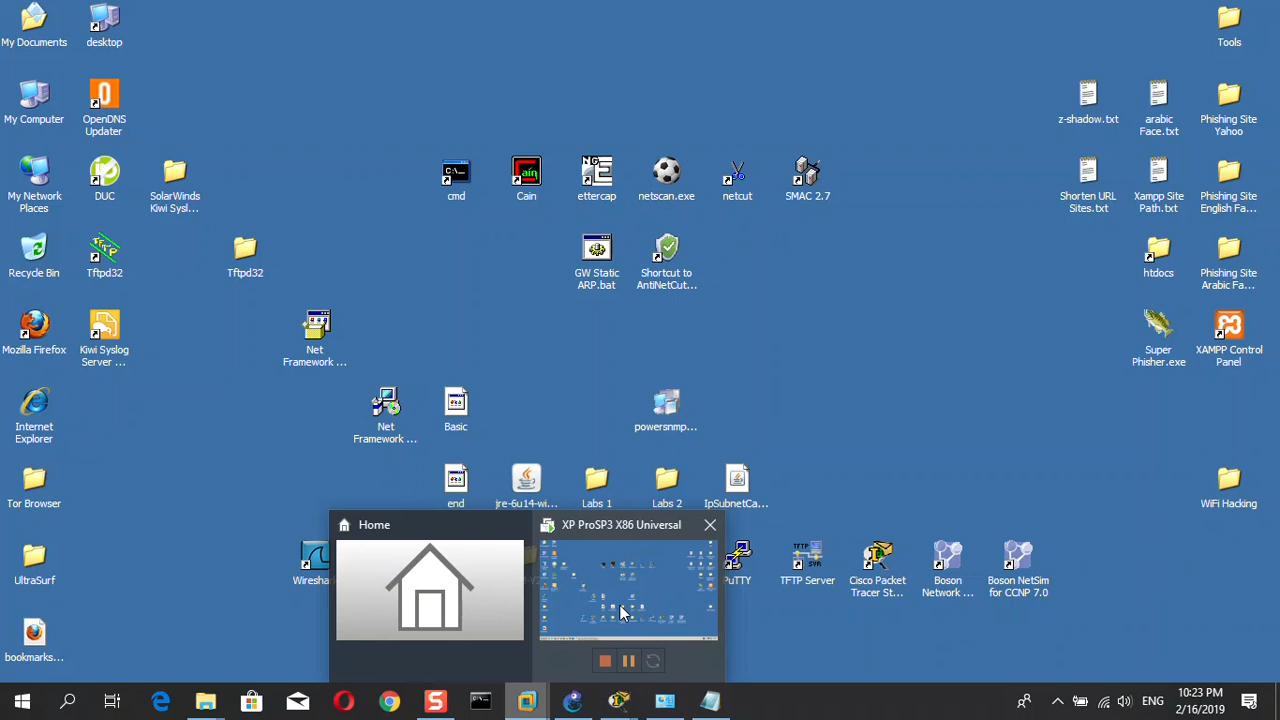 My Documents
desktop
Tools
My Computer
OpenDNS
Updater
z-shadow.txt
arabic
Face.txt
Phishing Site
Yahoo
My Network
Places
DUC
SolarWinds
Kiwi Sysl...
C:\_
cmd
Cain
ettercap
netscan.exe
netcut
SMAC 2.7
Shorten URL
Sites.txt
Xampp Site
Path.txt
Phishing Site
English Fa...
Recycle Bin
Tftpd32
Tftpd32
GW Static
ARP.bat
Shortcut to
AntiNetCut...
htdocs
Phishing Site
Arabic Fa...
Mozilla Firefox
Kiwi Syslog
Server ...
Net
Framework ...
Super
Phisher.exe
XAMPP Control
Panel
Internet
Explorer
Net
Framework ...
Basic
powersnmp...
Tor Browser
end
jre-6u14-wi...
Labs 1
Labs 2
IpSubnetCa...
WiFi Hacking
Home
XP ProSP3 X86 Universal
UltraSurf
Wireshark
PuTTY
TFTP Server
Cisco Packet
Tracer St...
Boson
Network ...
Boson NetSim
for CCNP 7.0
bookmarks...
ENG
10:23 PM
2/16/2019